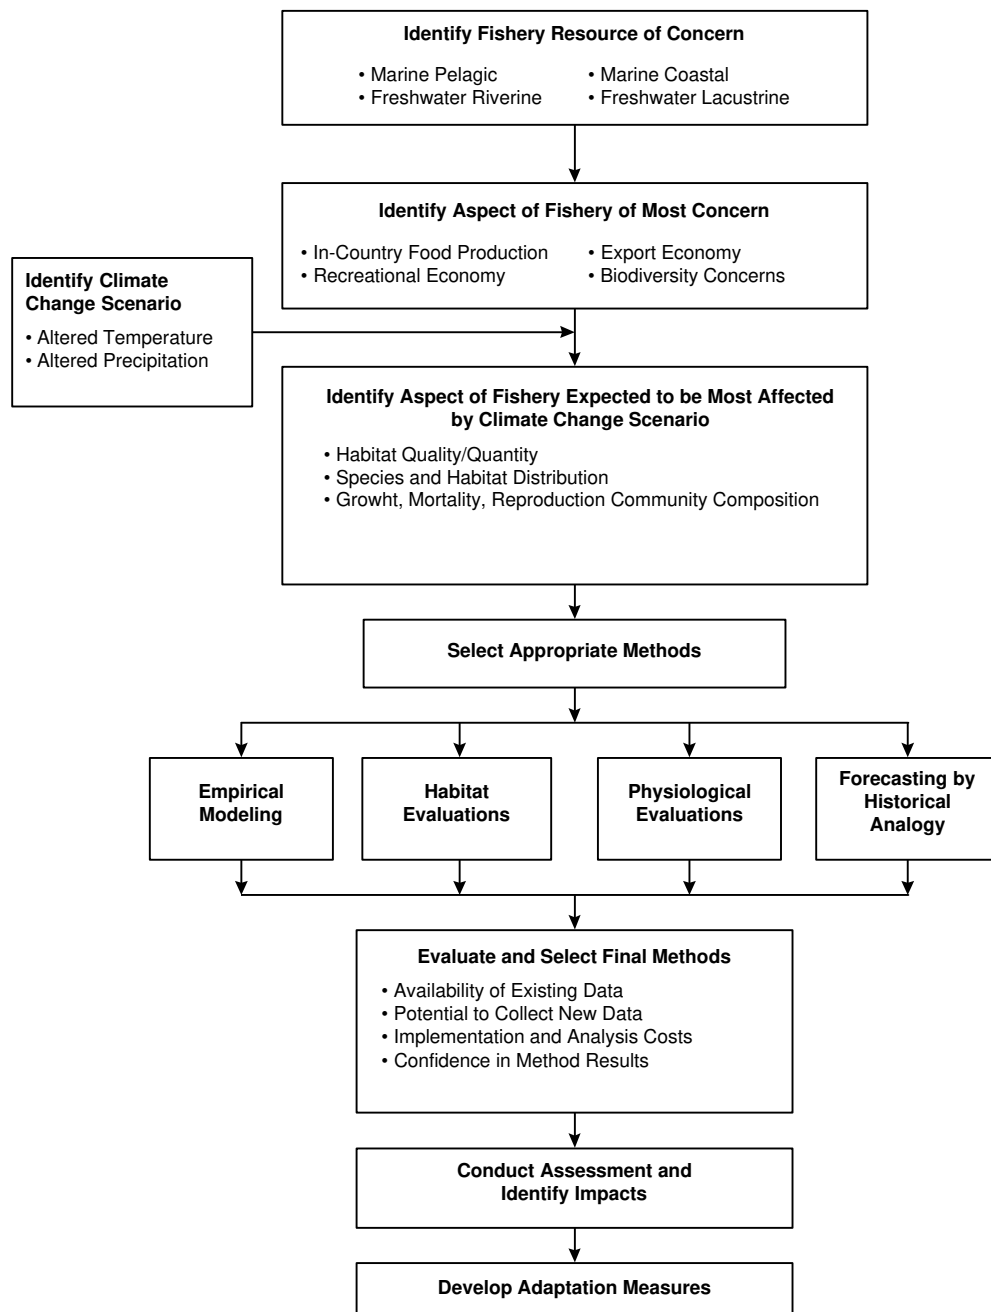 Identify Fishery Resource of Concern
• Marine Pelagic
• Marine Coastal
• Freshwater Riverine
• Freshwater Lacustrine
Identify Aspect of Fishery of Most Concern
• In-Country Food Production
• Export Economy
• Recreational Economy
• Biodiversity Concerns
Identify Climate
Change Scenario
• Altered Temperature
• Altered Precipitation
Identify Aspect of Fishery Expected to be Most Affected
by Climate Change Scenario
• Habitat Quality/Quantity
• Species and Habitat Distribution
• Growht, Mortality, Reproduction Community Composition
Select Appropriate Methods
Empirical
Modeling
Habitat
Evaluations
Physiological
Evaluations
Forecasting by
Historical
Analogy
Evaluate and Select Final Methods
• Availability of Existing Data
• Potential to Collect New Data
• Implementation and Analysis Costs
• Confidence in Method Results
Conduct Assessment and
Identify Impacts
Develop Adaptation Measures